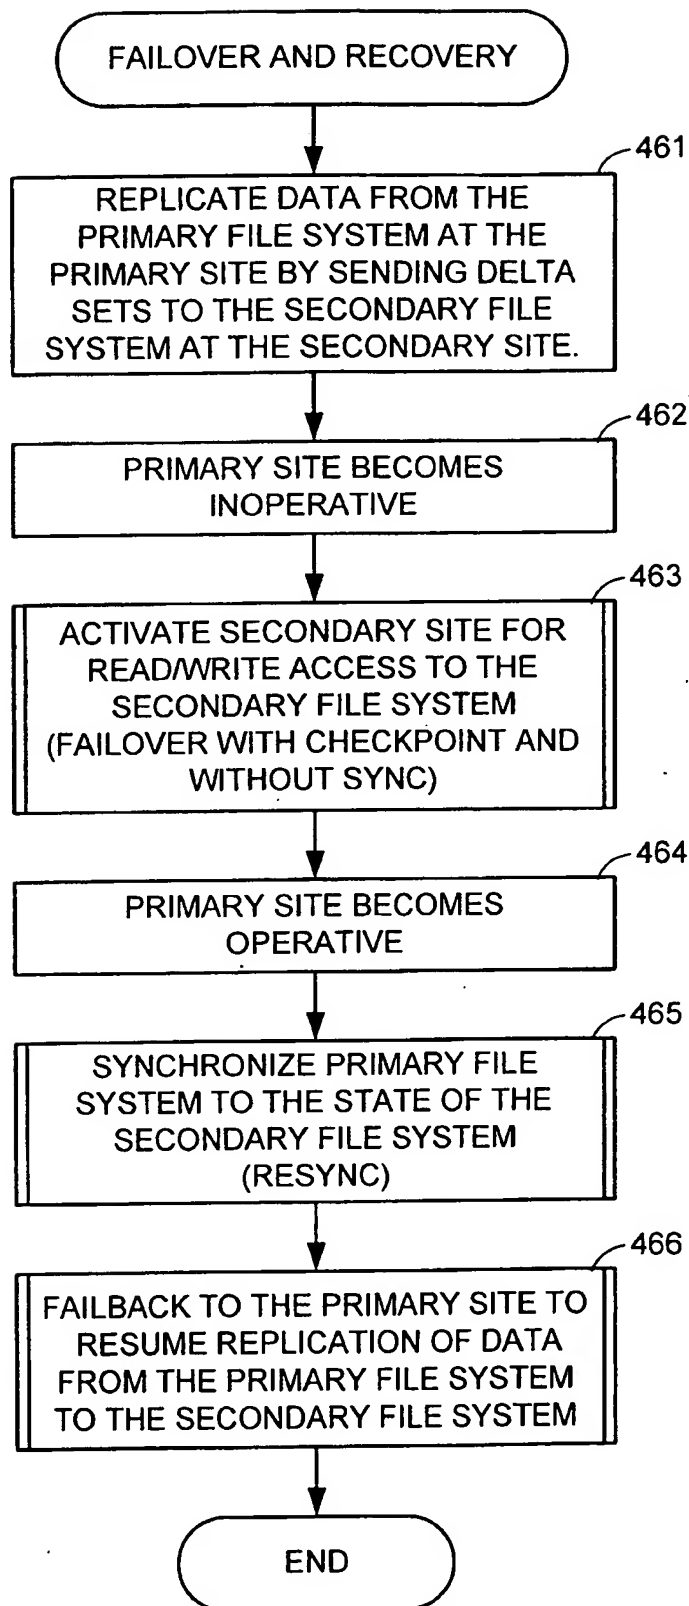 FAILOVER AND RECOVERY
461
REPLICATE DATA FROM THE
PRIMARY FILE SYSTEM AT THE
PRIMARY SITE BY SENDING DELTA
SETS TO THE SECONDARY FILE
SYSTEM AT THE SECONDARY SITE.
462
PRIMARY SITE BECOMES
INOPERATIVE
463
ACTIVATE SECONDARY SITE FOR
READ/WRITE ACCESS TO THE
SECONDARY FILE SYSTEM
(FAILOVER WITH CHECKPOINT AND
WITHOUT SYNC)
464
PRIMARY SITE BECOMES
OPERATIVE
465
SYNCHRONIZE PRIMARY FILE
SYSTEM TO THE STATE OF THE
SECONDARY FILE SYSTEM
(RESYNC)
466
FAILBACK TO THE PRIMARY SITE TO
RESUME REPLICATION OF DATA
FROM THE PRIMARY FILE SYSTEM
TO THE SECONDARY FILE SYSTEM
END